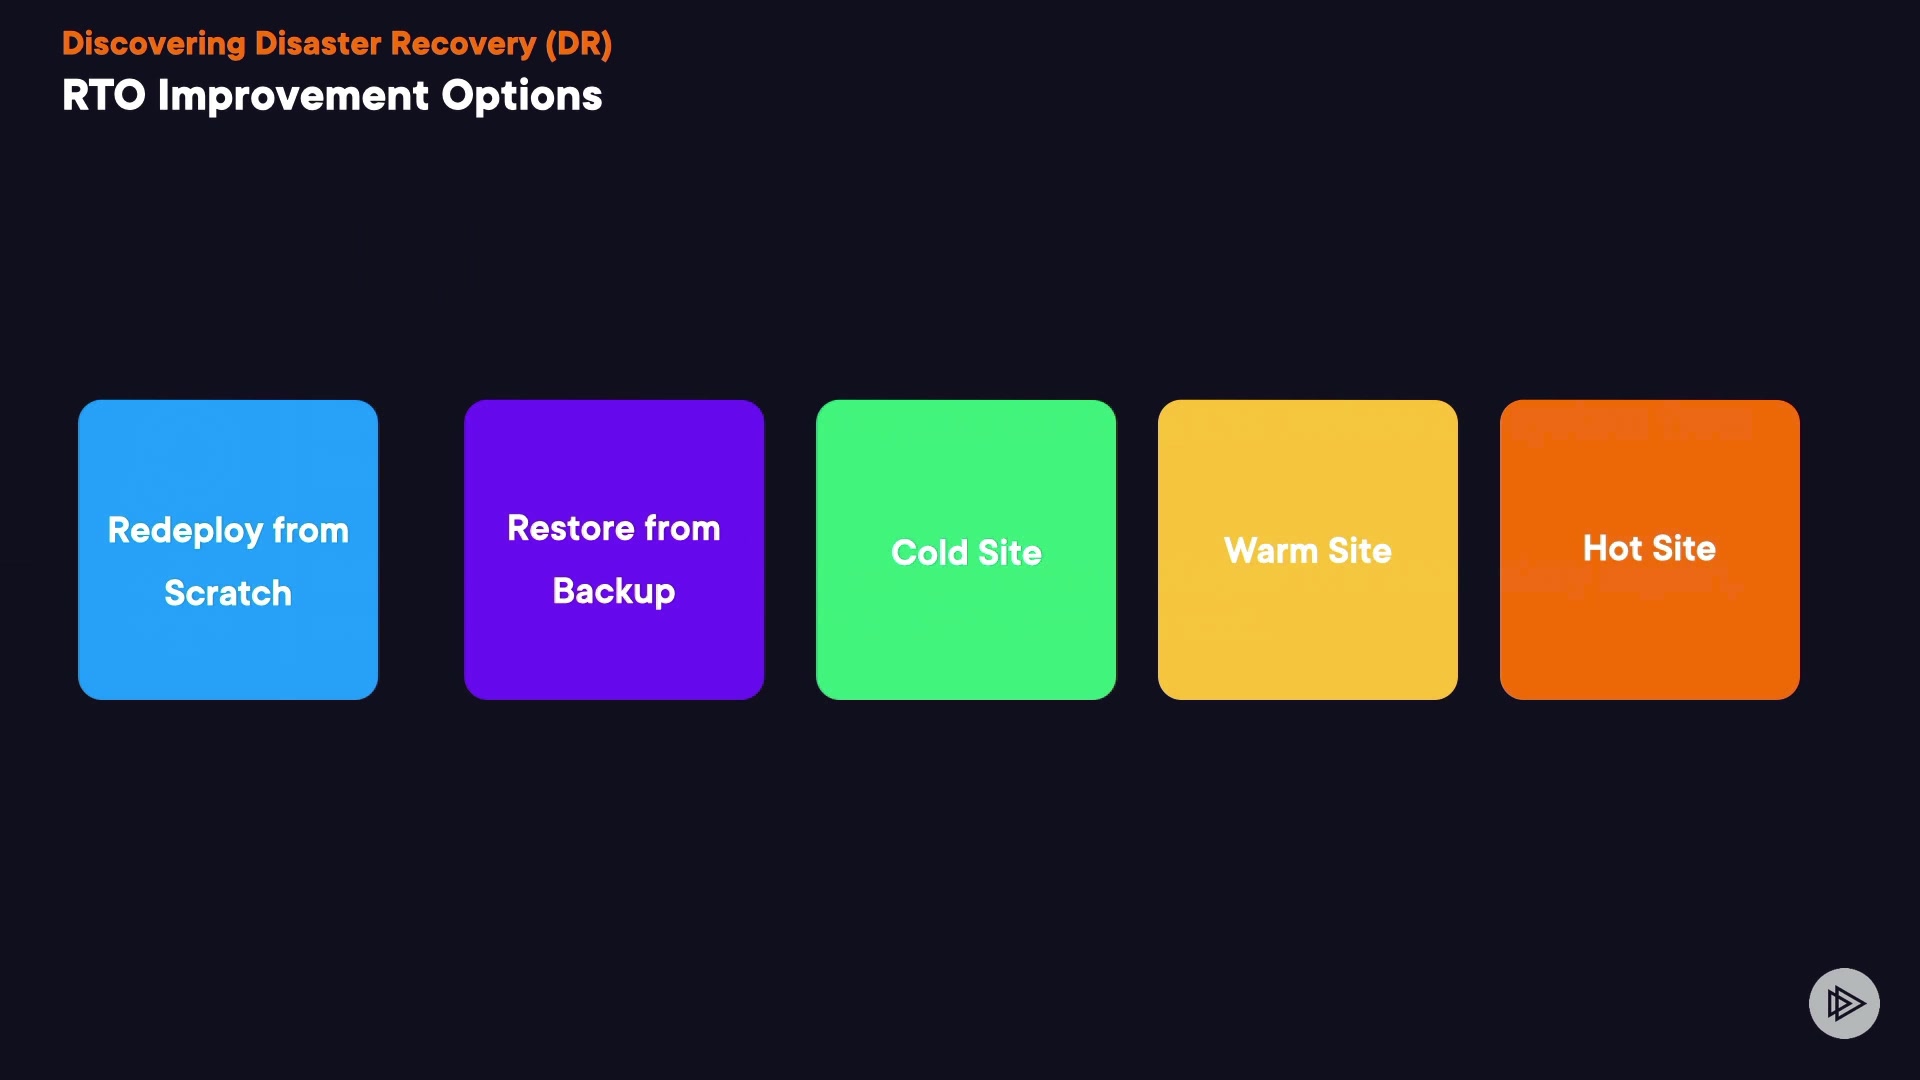 Discovering Disaster Recovery (DR)
RTO Improvement Options
Redeploy from
Scratch
Restore from
Backup
Cold Site
Warm Site
Hot Site